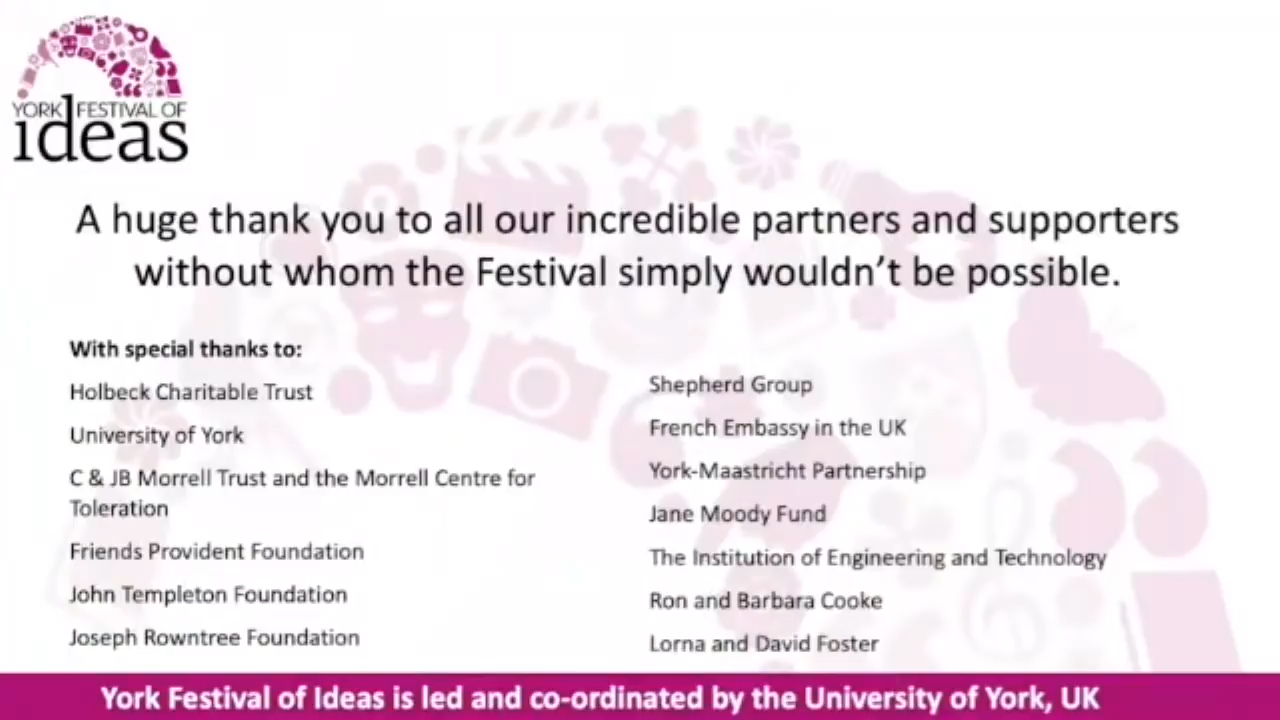 YORK FESTIVAL OF
ideas
A huge thank you to all our incredible partners and supporters
without whom the Festival simply wouldn't be possible.
With special thanks to:
Holbeck Charitable Trust
University of York
C & JB Morrell Trust and the Morrell Centre for
Toleration
Friends Provident Foundation
John Templeton Foundation
Joseph Rowntree Foundation
Shepherd Group
French Embassy in the UK
York-Maastricht Partnership
Jane Moody Fund
The Institution of Engineering and Technology
Ron and Barbara Cooke
Lorna and David Foster
York Festival of Ideas is led and co-ordinated by the University of York, UK